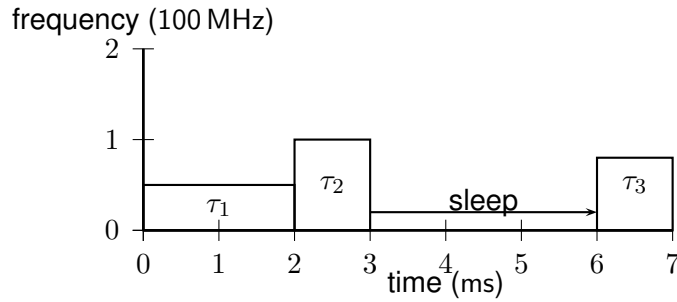 frequency (100 MHz)
2
1
τ2
τ3
τ1
sleep
0
0 1 2 3 4 5 6 7
time (ms)